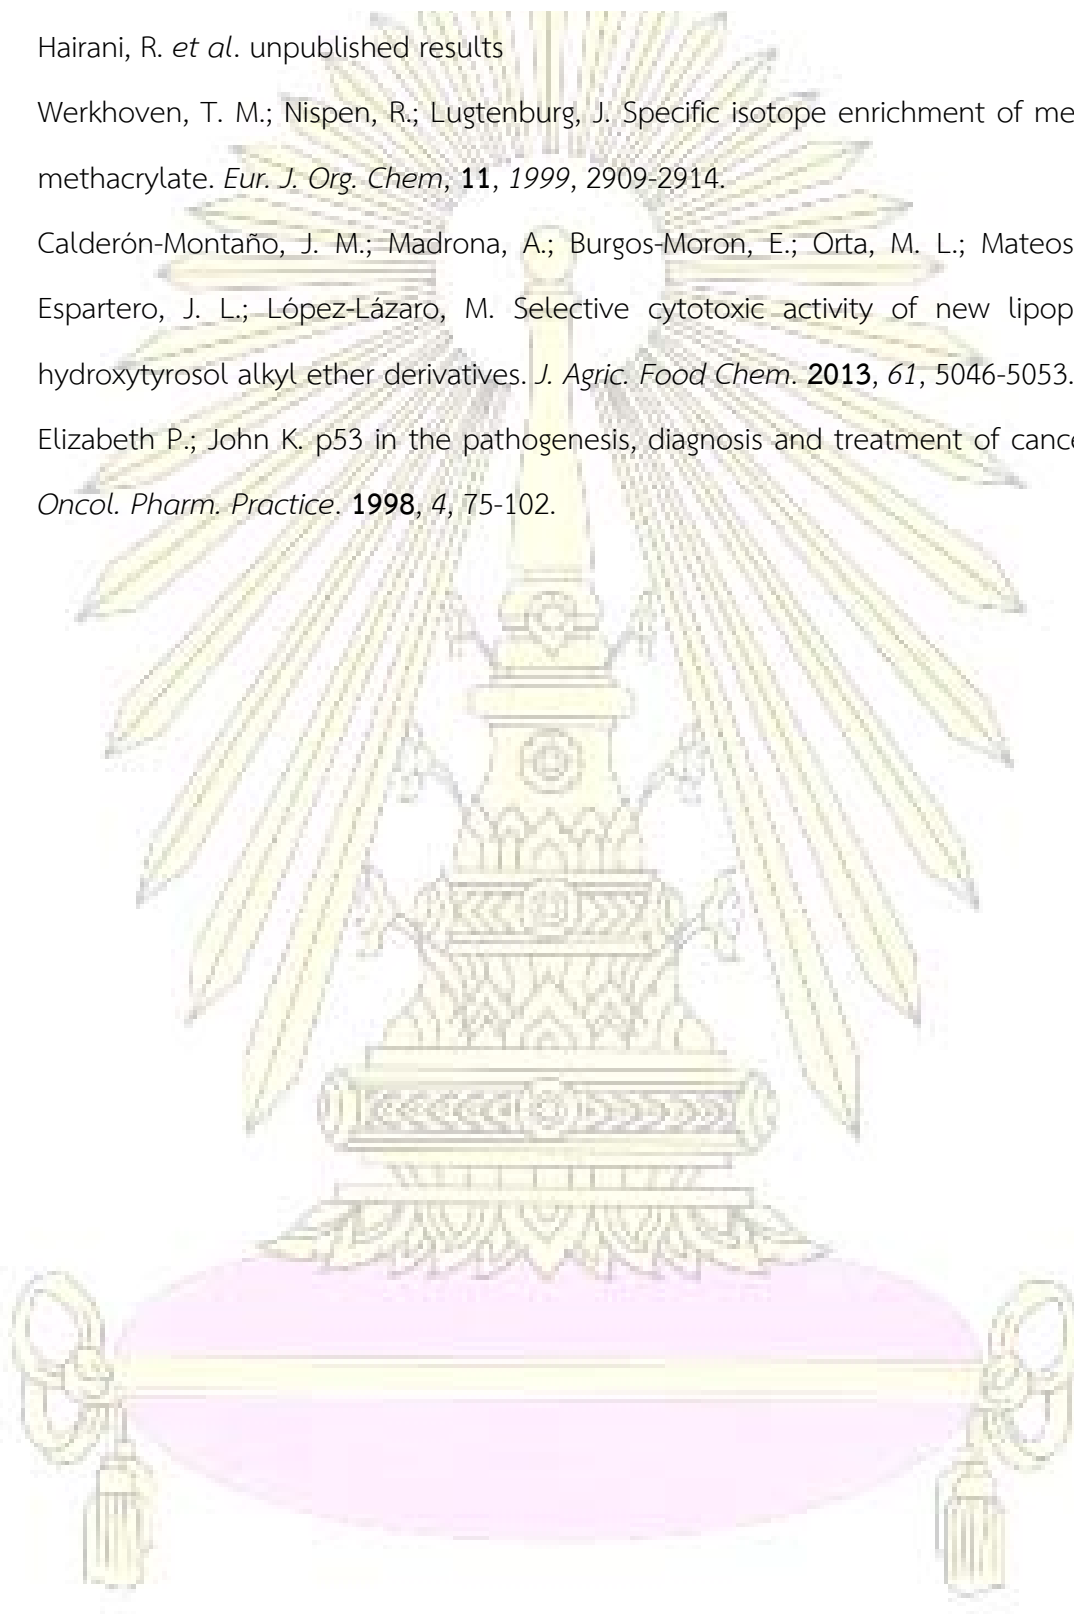 Hairani, R. et al. unpublished results
Werkhoven, T. M.; Nispen, R.; Lugtenburg, J. Specific isotope enrichment of me
methacrylate. Eur. J. Org. Chem, 11, 1999, 2909-2914.
Calderón-Montaño, J. M.; Madrona, A.; Burgos-Moron, E.; Orta, M. L.; Mateos
Espartero, J. L.; López-Lázaro, M. Selective cytotoxic activity of new lipop
hydroxytyrosol alkyl ether derivatives. J. Agric. Food Chem. 2013, 61, 5046-5053.
Elizabeth P.; John K. p53 in the pathogenesis, diagnosis and treatment of cance
Oncol. Pharm. Practice. 1998, 4, 75-102.